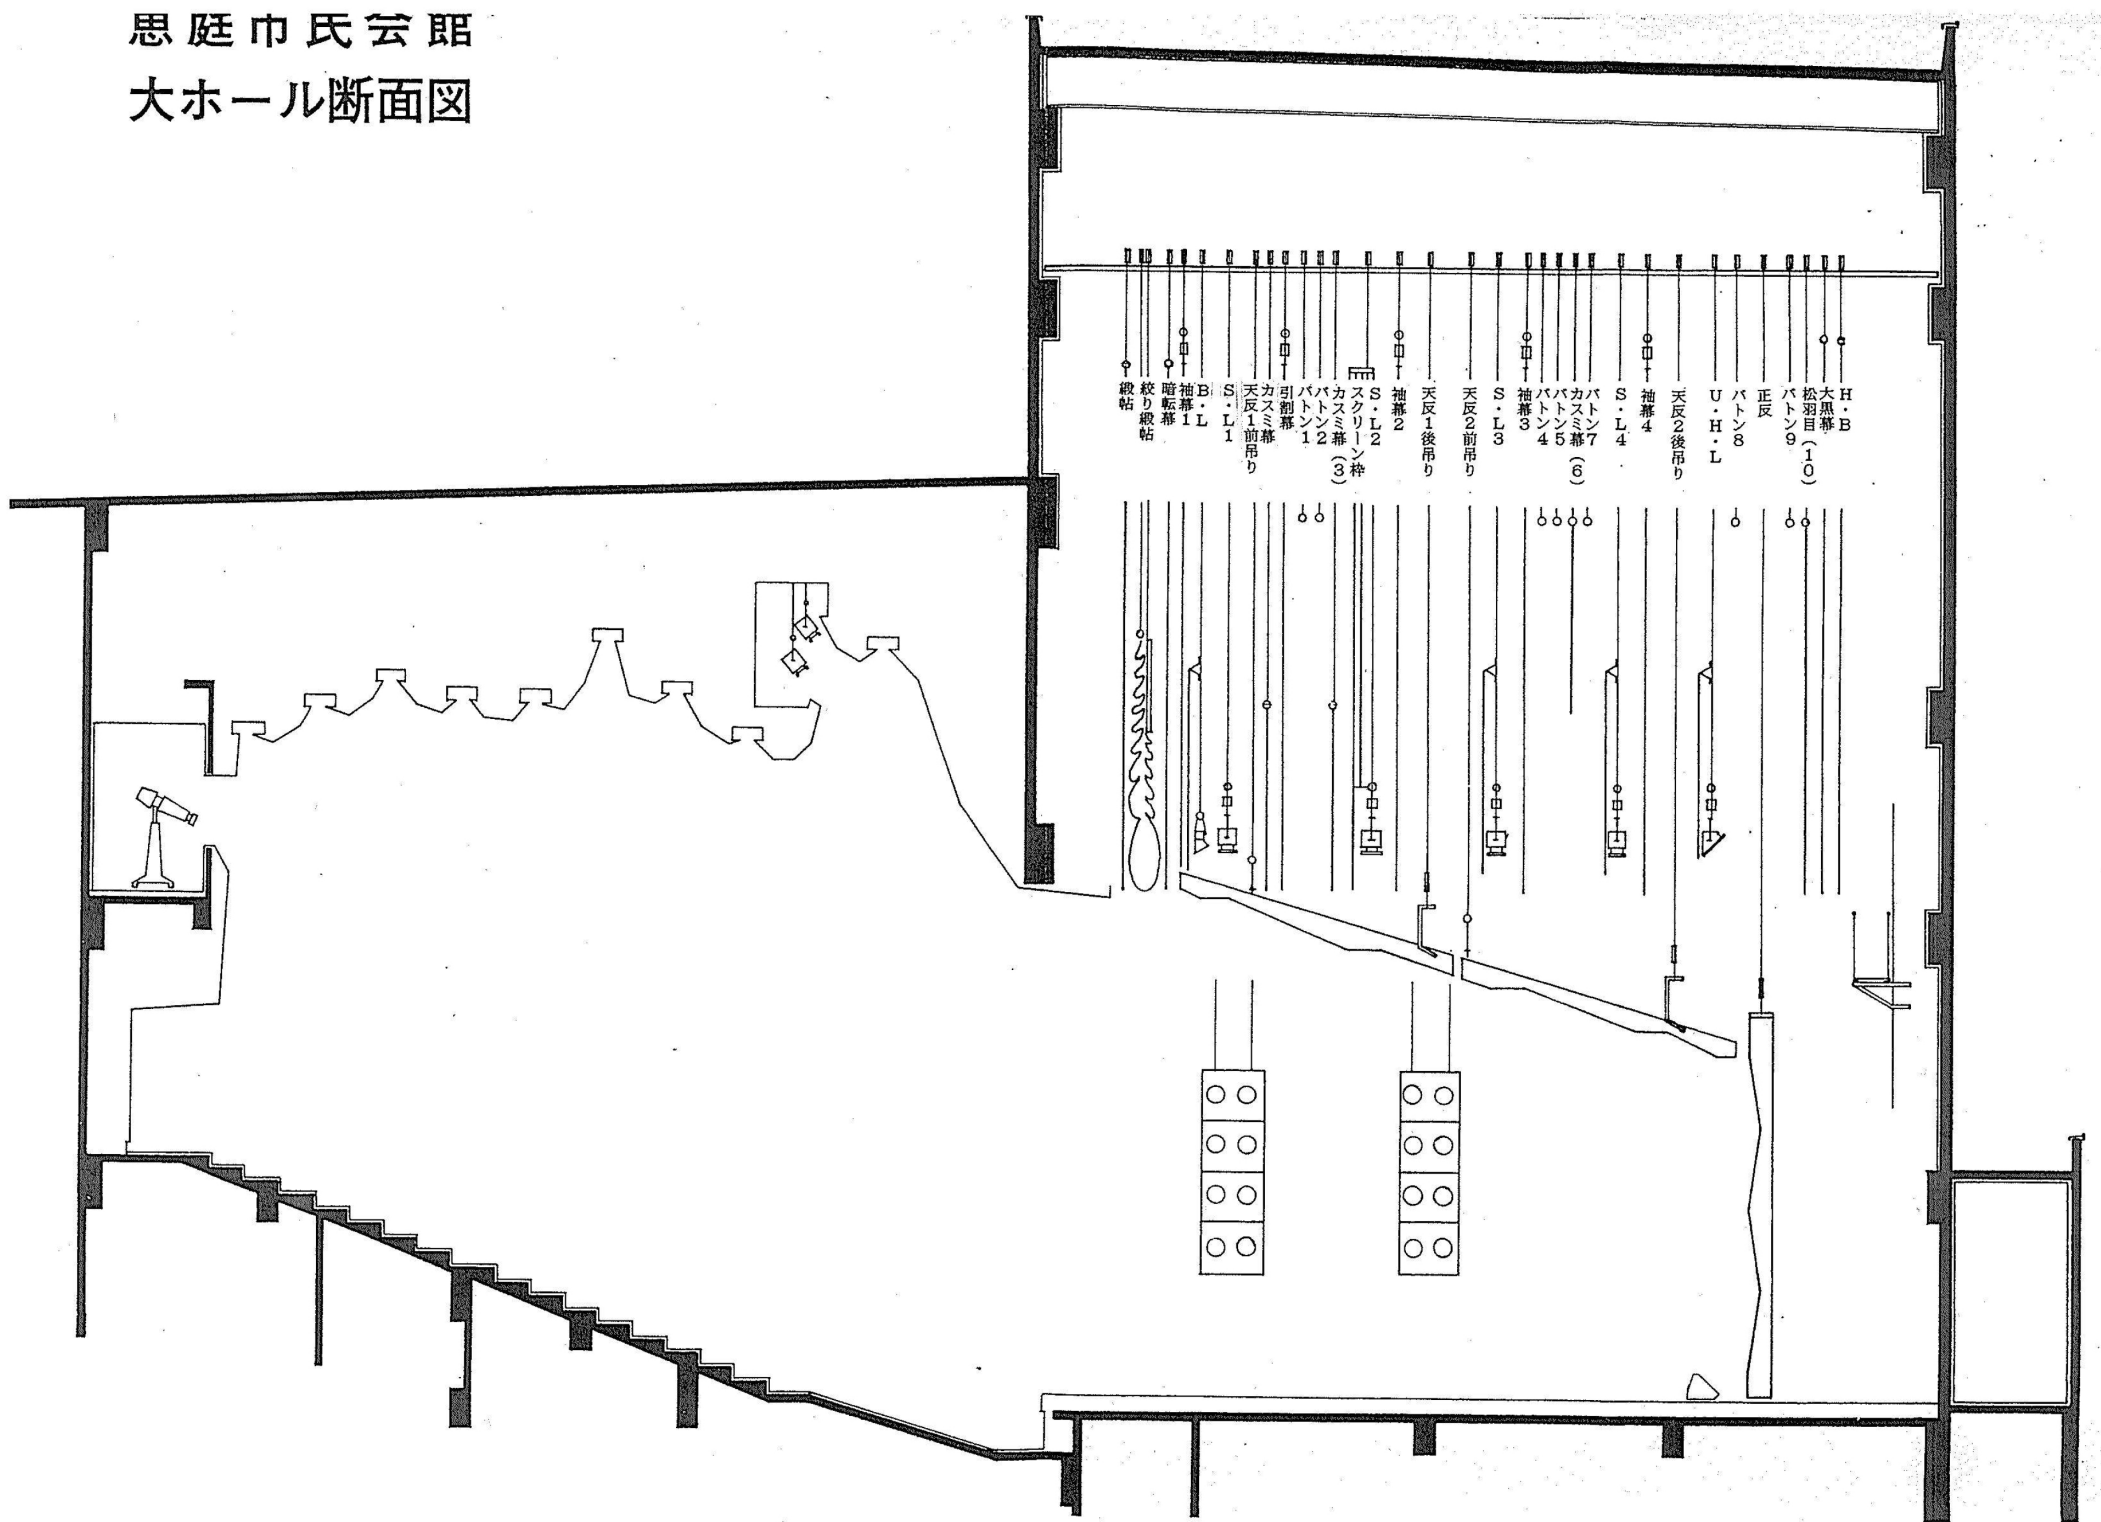 恵庭市民会館
大ホール断面図
緞帖
絞り緞帖
暗転幕
袖幕1
B・L
S・L1
天反1前吊り
カスミ幕
引割幕
バトン1
バトン2
カスミ幕(3)
スクリーン枠
S・L2
袖幕2
天反1後吊り
天反2前吊り
S・L3
袖幕3
バトン4
バトン5
カスミ幕(6)
バトン7
S・L4
袖幕4
天反2後吊り
U・H・L
バトン8
正反
バトン9
松羽目(10)
大黒幕
H・B